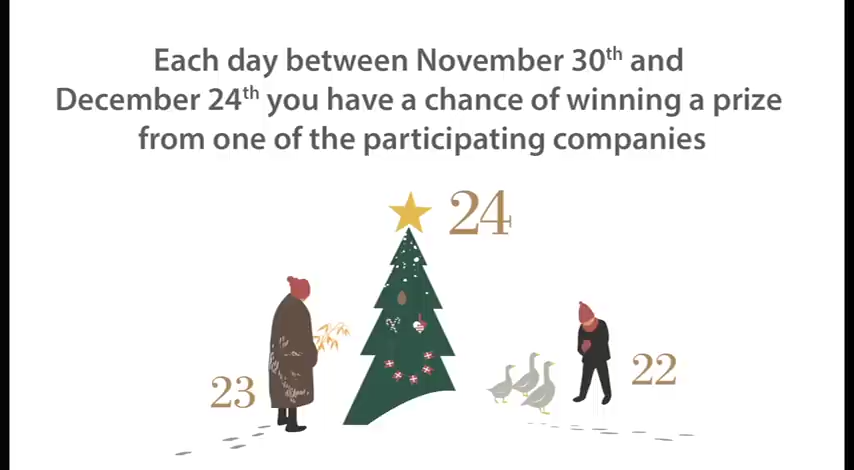 Each day between November 30th and
December 24th you have a chance of winning a prize
from one of the participating companies
24
23
22